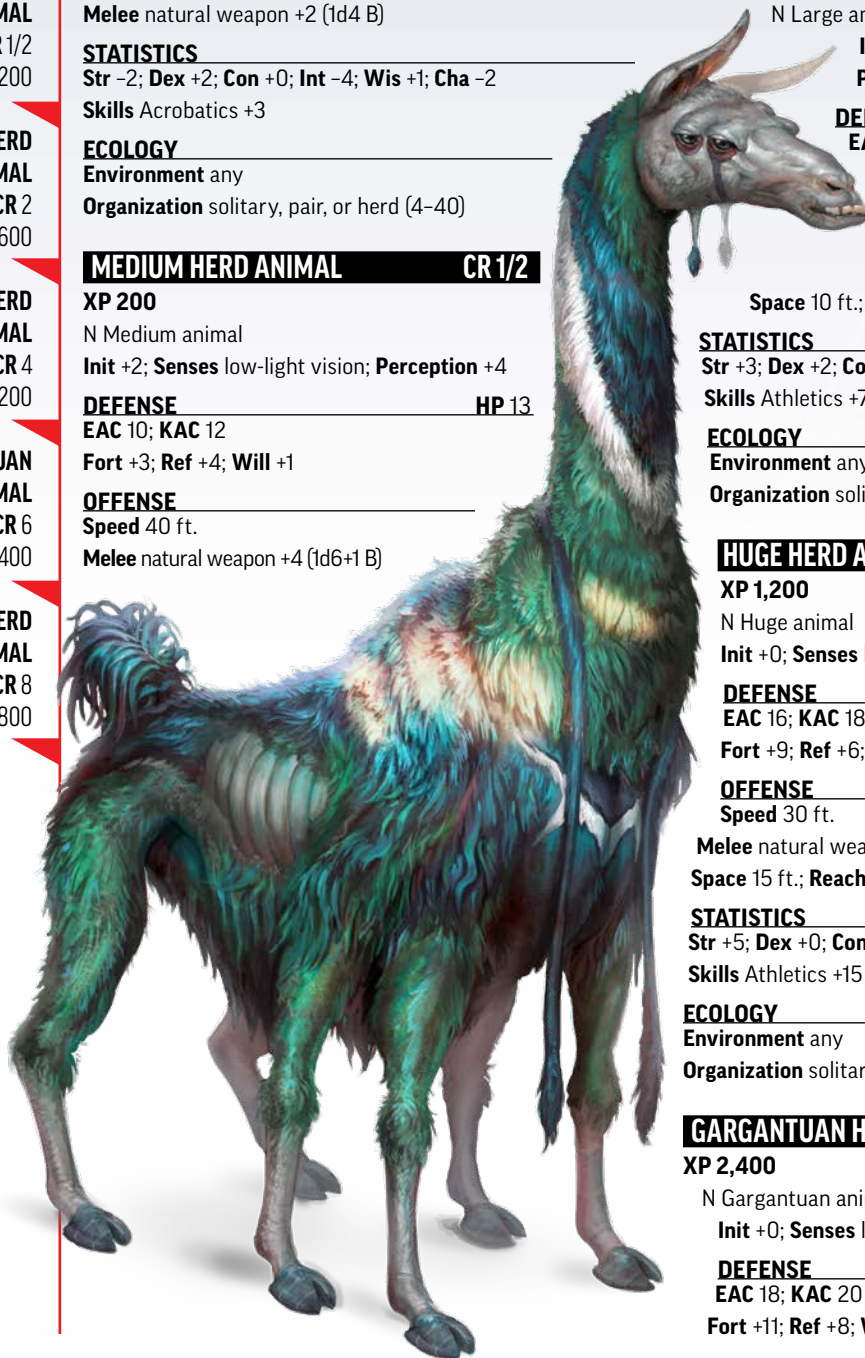 MAL
R 1/2
200
ERD
MAL
CR 2
600
ERD
MAL
CR 4
200
UAN
MAL
CR 6
400
ERD
MAL
CR 8
800
Melee natural weapon +2 (1d4 B)
STATISTICS
Str –2; Dex +2; Con +0; Int –4; Wis +1; Cha –2
Skills Acrobatics +3
ECOLOGY
Environment any
Organization solitary, pair, or herd (4–40)
MEDIUM HERD ANIMAL CR 1/2
XP 200
N Medium animal
Init +2; Senses low-light vision; Perception +4
DEFENSE HP 13
EAC 10; KAC 12
Fort +3; Ref +4; Will +1
OFFENSE
Speed 40 ft.
Melee natural weapon +4 (1d6+1 B)
N Large an
I
P
DE
EA
Space 10 ft.;
STATISTICS
Str +3; Dex +2; Co
Skills Athletics +7
ECOLOGY
Environment any
Organization soli
HUGE HERD A
XP 1,200
N Huge animal
Init +0; Senses
DEFENSE
EAC 16; KAC 18
Fort +9; Ref +6;
OFFENSE
Speed 30 ft.
Melee natural wea
Space 15 ft.; Reach
STATISTICS
Str +5; Dex +0; Con
Skills Athletics +15
ECOLOGY
Environment any
Organization solitar
GARGANTUAN H
XP 2,400
N Gargantuan ani
Init +0; Senses l
DEFENSE
EAC 18; KAC 20
Fort +11; Ref +8; W